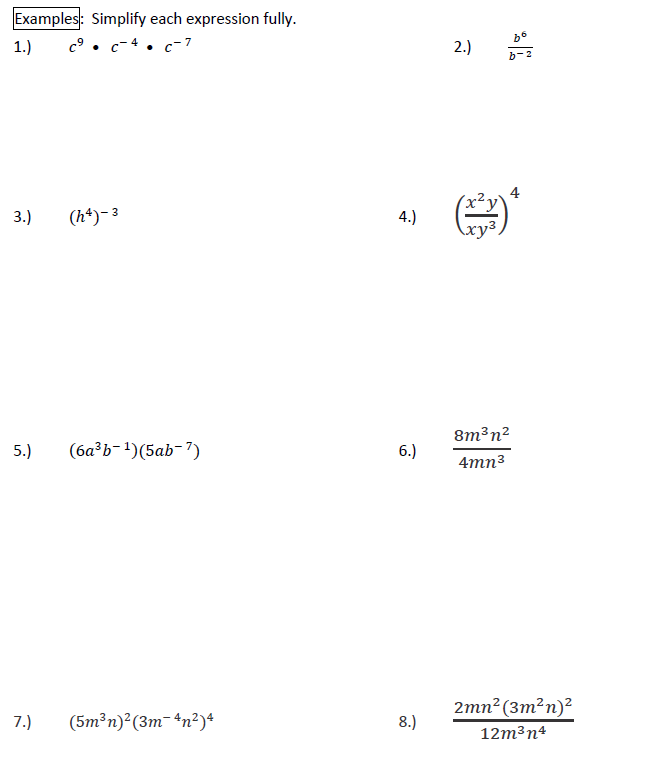 Examples: Simplify each expression fully.
1.) c⁹ • c⁻⁴ • c⁻⁷ 2.) b⁶/b⁻²
3.) (h⁴)⁻³ 4.) (x²y/xy³)⁴
5.) (6a³b⁻¹)(5ab⁻⁷) 6.) 8m³n²/4mn³
7.) (5m³n)²(3m⁻⁴n²)⁴ 8.) 2mn²(3m²n)²/12m³n⁴